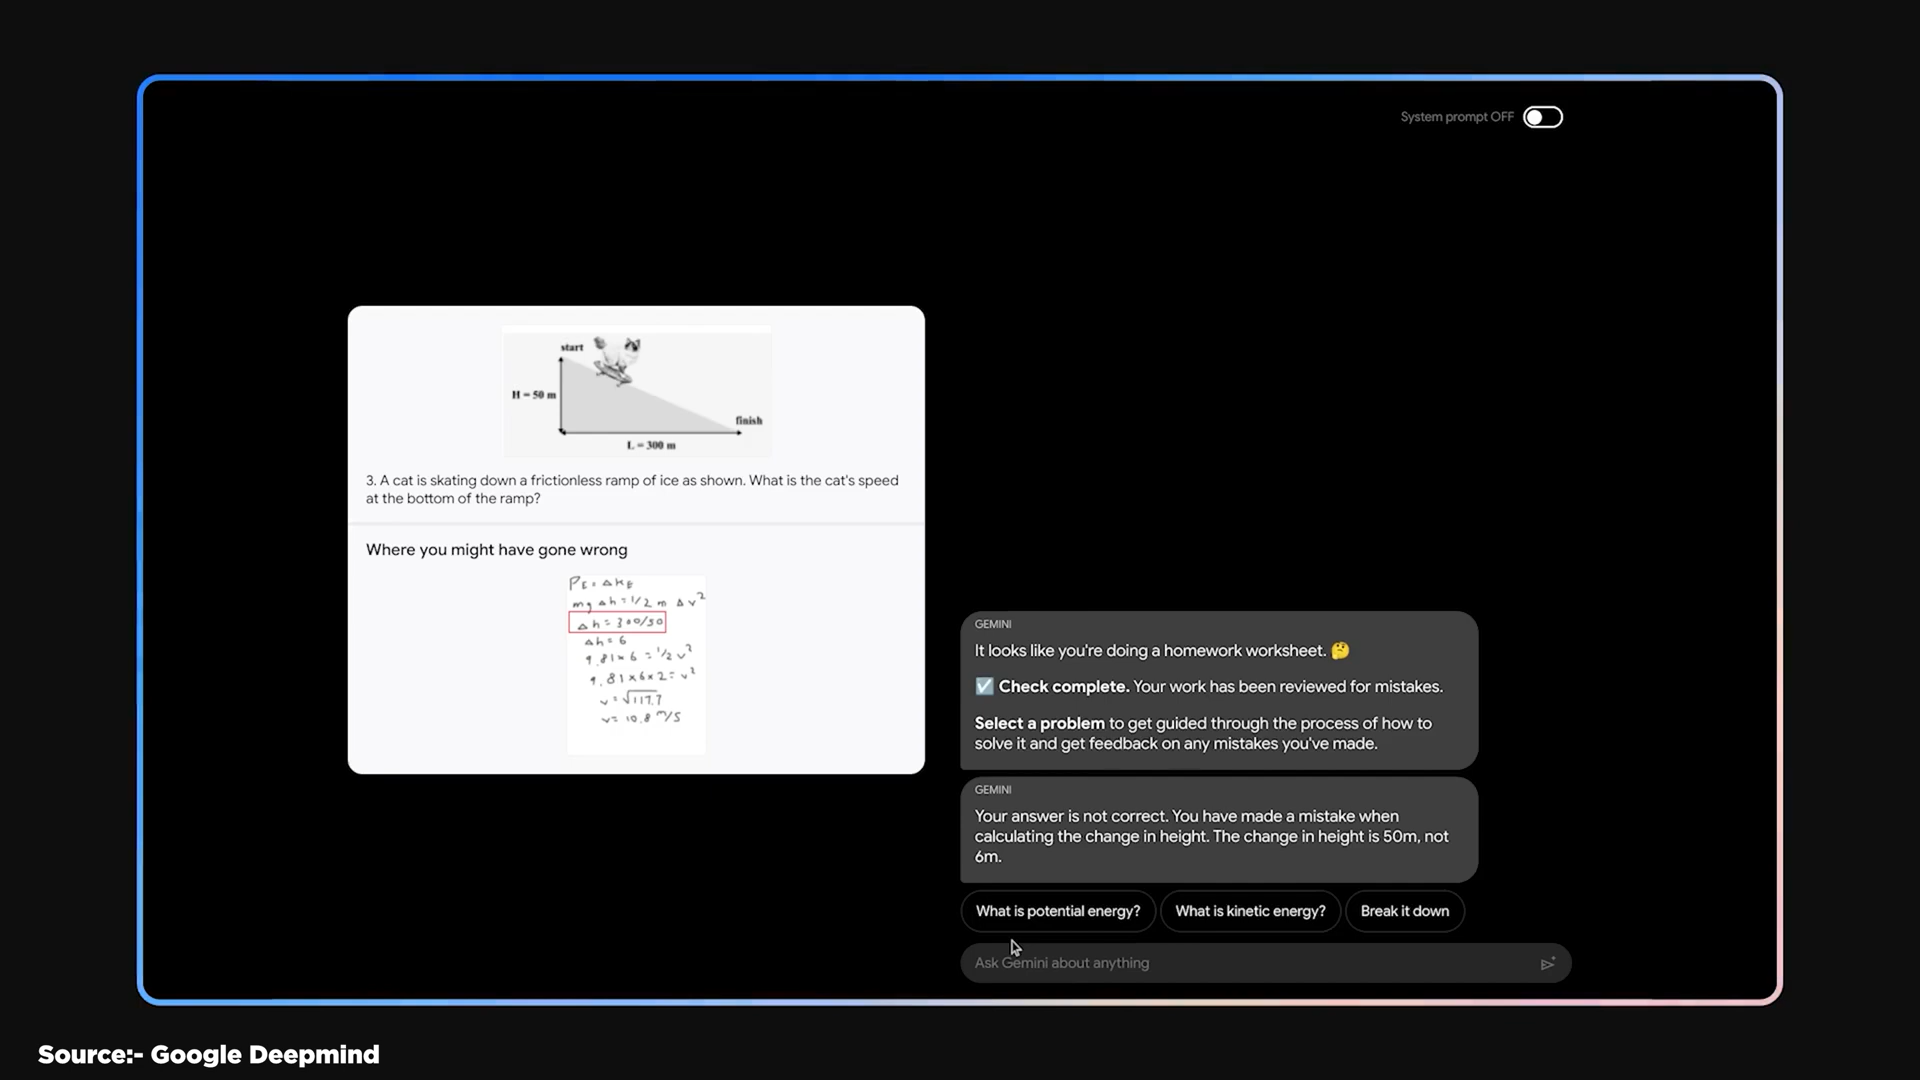 System prompt OFF
start
H = 50 m
finish
L = 300 m
3. A cat is skating down a frictionless ramp of ice as shown. What is the cat's speed
at the bottom of the ramp?
Where you might have gone wrong
PE = ΔKE
mg Δh = 1/2 m Δv²
Δh = 300/50
Δh = 6
9.81 x 6 = 1/2 v²
9.81 x 6 x 2 = v²
v = √117.7
v = 10.8 m/s
GEMINI
It looks like you're doing a homework worksheet. 🤔
☑️ Check complete. Your work has been reviewed for mistakes.
Select a problem to get guided through the process of how to
solve it and get feedback on any mistakes you've made.
GEMINI
Your answer is not correct. You have made a mistake when
calculating the change in height. The change in height is 50m, not
6m.
What is potential energy? What is kinetic energy? Break it down
Ask Gemini about anything
Source:- Google Deepmind